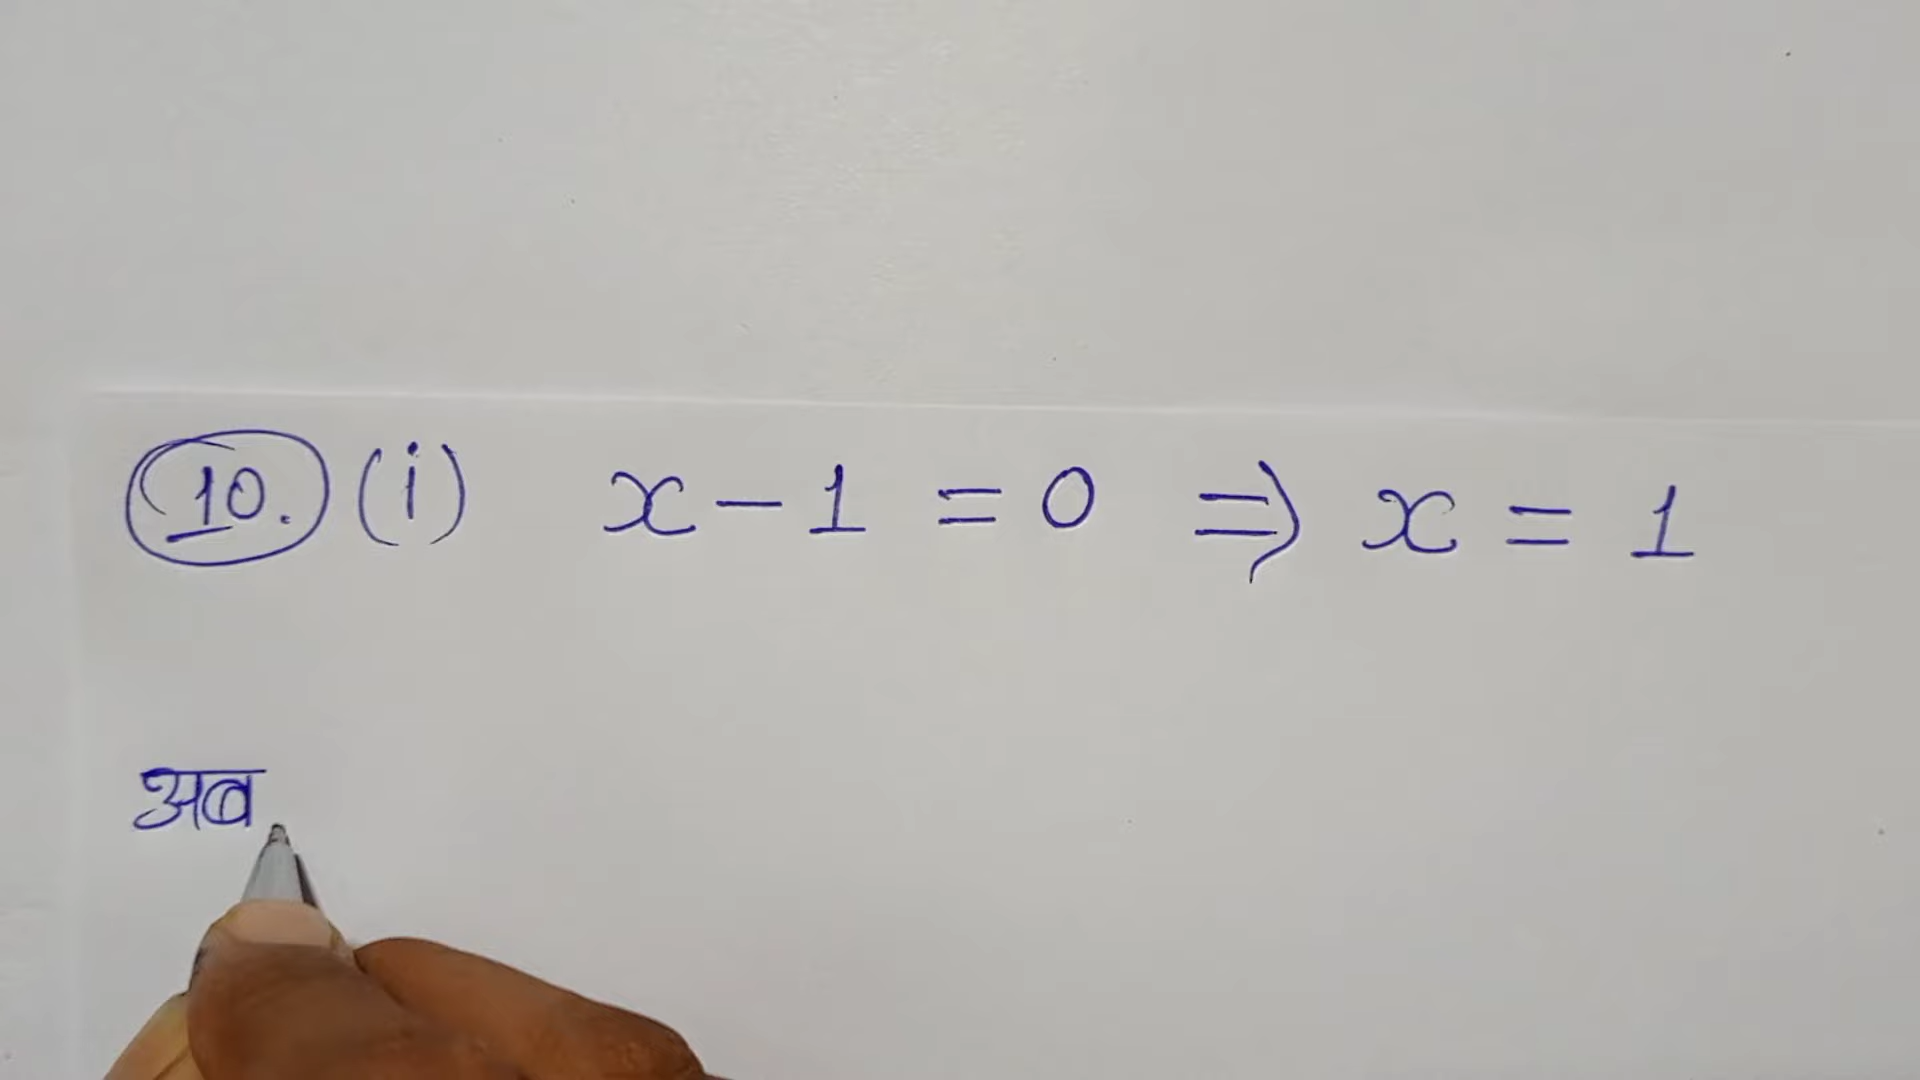 10. (i) x - 1 = 0 ⇒ x = 1
अब